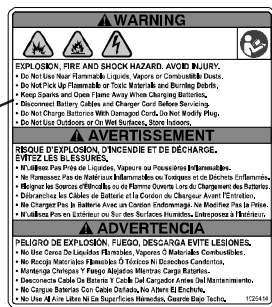 WARNING
EXPLOSION, FIRE AND SHOCK HAZARD. AVOID INJURY.
• Do Not Use Near Flammable Liquids, Vapors or Combustible Dusts.
• Do Not Pick Up Flammable or Toxic Materials and Burning Debris.
• Keep Sparks and Open Flame Away When Charging Batteries.
• Disconnect Battery Cables and Charger Cord Before Servicing.
• Do Not Charge Batteries With Damaged Cord. Do Not Modify Plug.
• Do Not Use Outdoors or On Wet Surfaces. Store Indoors.
AVERTISSEMENT
RISQUE D'EXPLOSION, D'INCENDIE ET DE DÉCHARGE.
ÉVITEZ LES BLESSURES.
• N'utilisez Pas Près de Liquides, Vapeurs ou Poussières Inflammables.
• Ne Ramassez Pas de Matériaux Inflammables ou Toxiques et de Déchets Enflammés.
• Eloignez les Sources d'Étincelles ou de Flamme Ouverte Lors du Chargement des Batteries.
• Débranchez les Câbles de Batterie et la Cordon du Chargeur Avant l'Entretien.
• Ne Chargez Pas la Batterie Avec un Cordon Endommagé. Ne Modifiez Pas la Prise.
• N'utilisez Pas en Extérieur ou Sur des Surfaces Humides. Entreposez à l'Intérieur.
ADVERTENCIA
PELIGRO DE EXPLOSIÓN, FUEGO, DESCARGA EVITE LESIONES.
• No Use Cerca De Liquidos Flamables, Vapores Ó Materiales Combustibles.
• No Recoja Materiales Flamables Ó Tóxicos Ni Desechos Calientes.
• Mantenga Chrispas Y Fuego Alejados Mientras Carga Baterias.
• Desconecta Cable De Bateria Y Cable Del Cargador Antes Del Mantenimiento.
• No Cargue Baterias Con Cable Dañado, No Altere El Enchufe.
• No Use Al Aire Libre Ni En Superficies Húmedas, Guarde Bajo Techo.